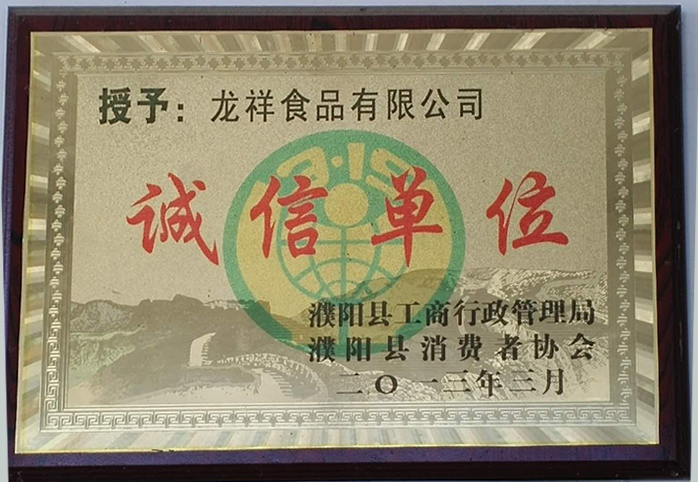 授予：龙祥食品有限公司
诚信单位
濮阳县工商行政管理局
濮阳县消费者协会
二〇一三年三月